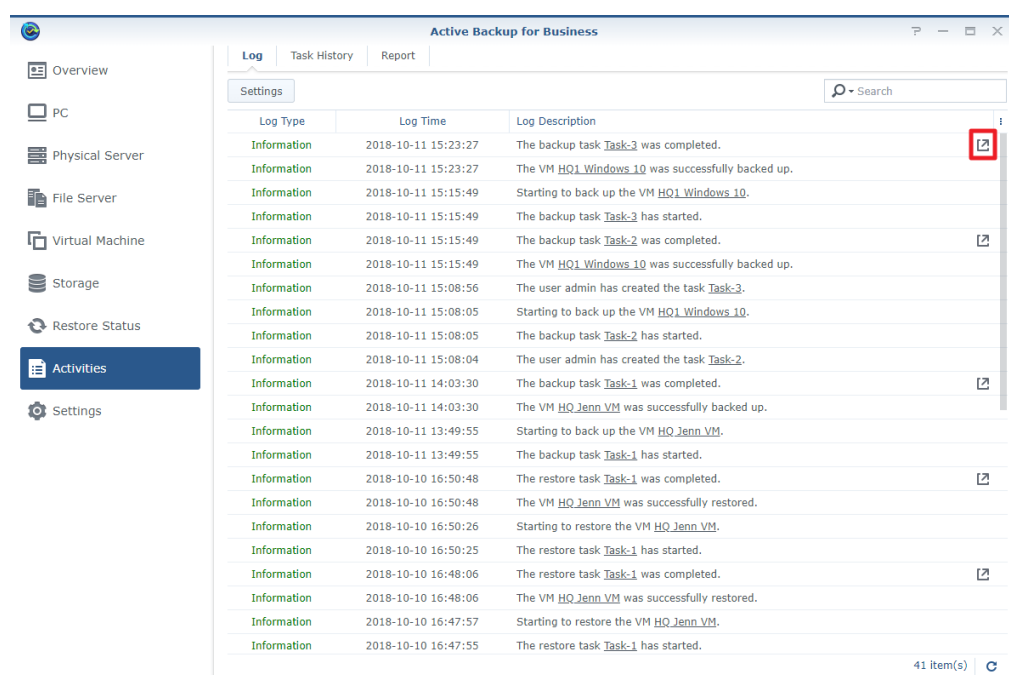 Active Backup for Business
Overview
PC
Physical Server
File Server
Virtual Machine
Storage
Restore Status
Activities
Settings
Log Task History Report
Settings Search
Log Type Log Time Log Description
Information 2018-10-11 15:23:27 The backup task Task-3 was completed.
Information 2018-10-11 15:23:27 The VM HQ1 Windows 10 was successfully backed up.
Information 2018-10-11 15:15:49 Starting to back up the VM HQ1 Windows 10.
Information 2018-10-11 15:15:49 The backup task Task-3 has started.
Information 2018-10-11 15:15:49 The backup task Task-2 was completed.
Information 2018-10-11 15:15:49 The VM HQ1 Windows 10 was successfully backed up.
Information 2018-10-11 15:08:56 The user admin has created the task Task-3.
Information 2018-10-11 15:08:05 Starting to back up the VM HQ1 Windows 10.
Information 2018-10-11 15:08:05 The backup task Task-2 has started.
Information 2018-10-11 15:08:04 The user admin has created the task Task-2.
Information 2018-10-11 14:03:30 The backup task Task-1 was completed.
Information 2018-10-11 14:03:30 The VM HQ Jenn VM was successfully backed up.
Information 2018-10-11 13:49:55 Starting to back up the VM HQ Jenn VM.
Information 2018-10-11 13:49:55 The backup task Task-1 has started.
Information 2018-10-10 16:50:48 The restore task Task-1 was completed.
Information 2018-10-10 16:50:48 The VM HQ Jenn VM was successfully restored.
Information 2018-10-10 16:50:26 Starting to restore the VM HQ Jenn VM.
Information 2018-10-10 16:50:25 The restore task Task-1 has started.
Information 2018-10-10 16:48:06 The restore task Task-1 was completed.
Information 2018-10-10 16:48:06 The VM HQ Jenn VM was successfully restored.
Information 2018-10-10 16:47:57 Starting to restore the VM HQ Jenn VM.
Information 2018-10-10 16:47:55 The restore task Task-1 has started.
41 item(s)